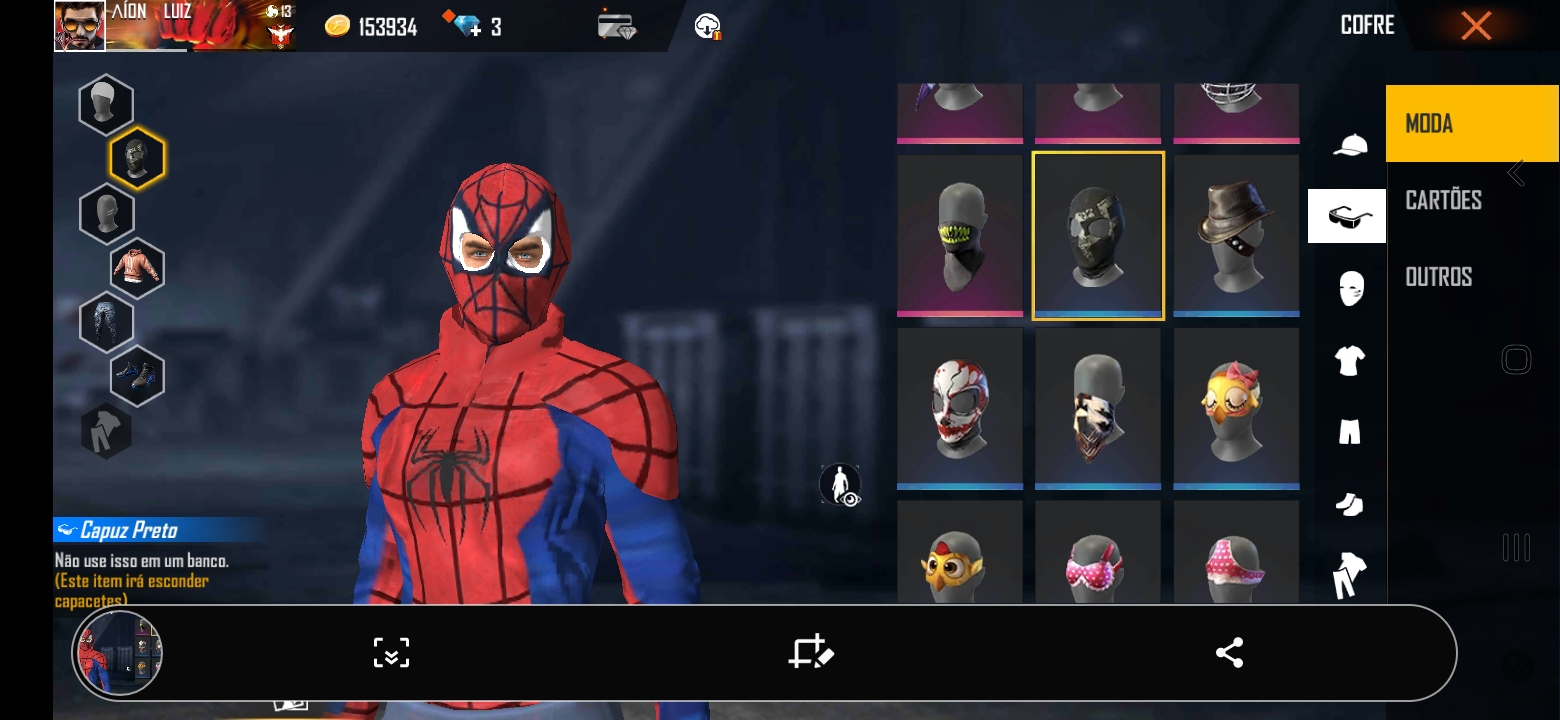 AÍON LUIZ
13
153934
3
COFRE
MODA
CARTÕES
OUTROS
Capuz Preto
Não use isso em um banco.
(Este item irá esconder
capacetes)